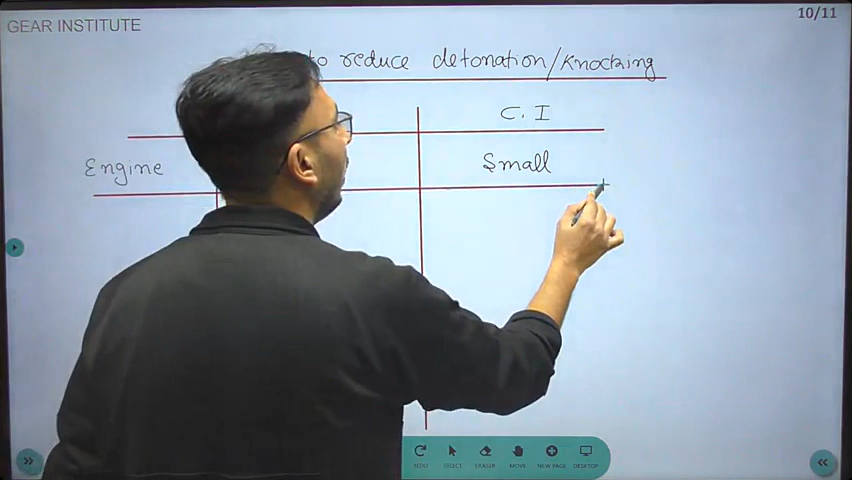 GEAR INSTITUTE
10/11
to reduce detonation/knocking
C.I
Engine Small
REDO SELECT ERASER MOVE NEW PAGE DESKTOP